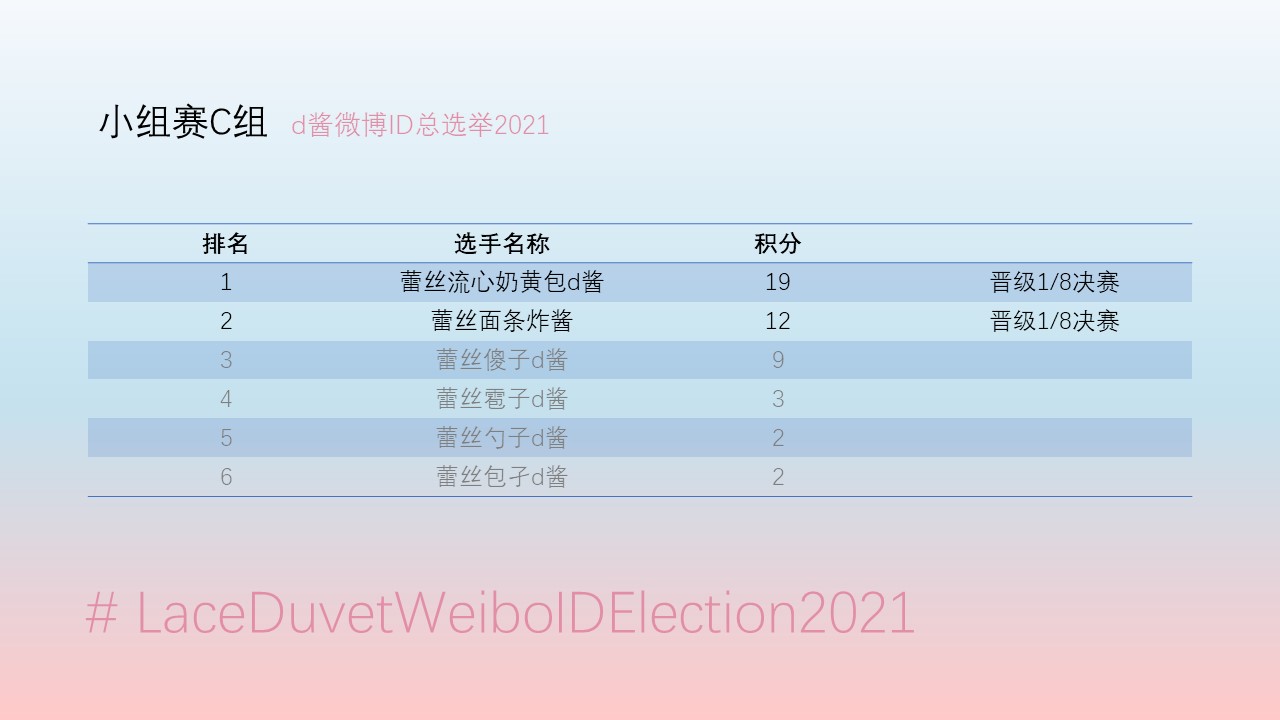 小组赛C组 d酱微博ID总选举2021
排名 选手名称 积分
1 蕾丝流心奶黄包d酱 19 晋级1/8决赛
2 蕾丝面条炸酱 12 晋级1/8决赛
3 蕾丝傻子d酱 9
4 蕾丝雹子d酱 3
5 蕾丝勺子d酱 2
6 蕾丝包孑d酱 2
# LaceDuvetWeiboIDElection2021